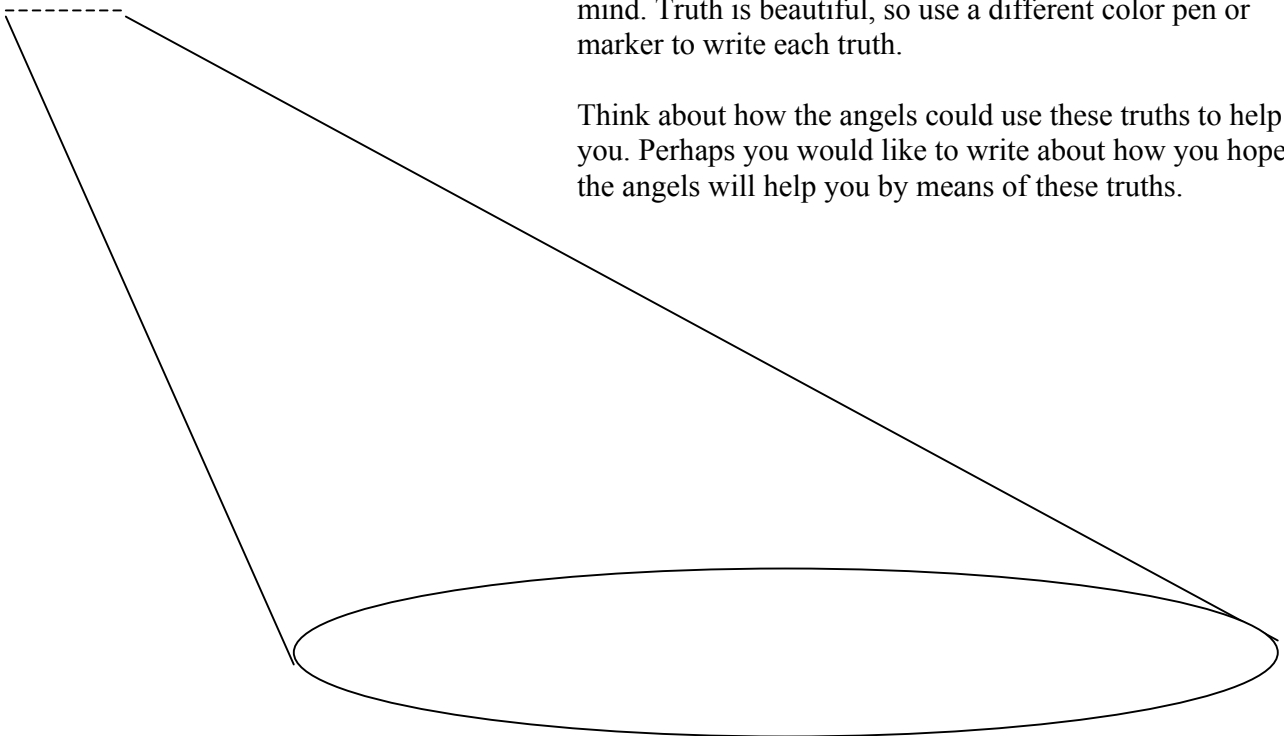 mind. Truth is beautiful, so use a different color pen or
marker to write each truth.
Think about how the angels could use these truths to help
you. Perhaps you would like to write about how you hope
the angels will help you by means of these truths.